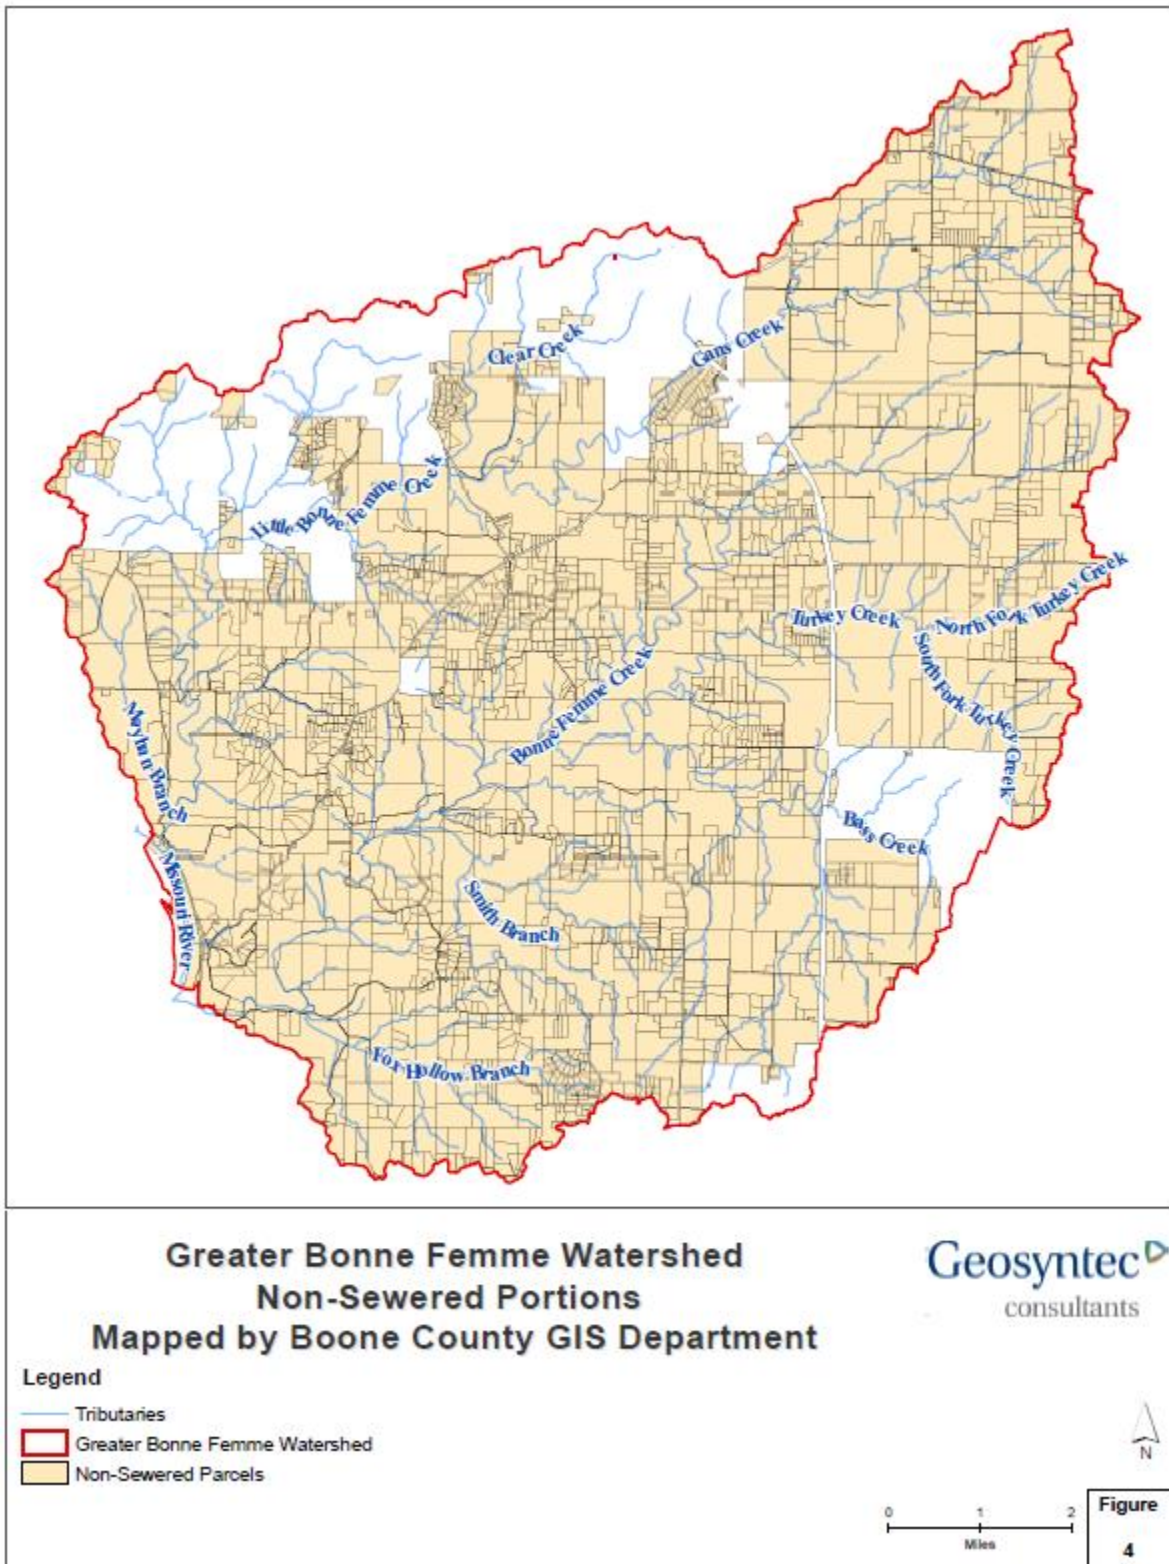 Clear Creek
Gans Creek
Little Bonne Femme Creek
Turkey Creek
North Fork Turkey Creek
South Fork Turkey Creek
Bonne Femme Creek
Mayhan Branch
Bass Creek
Missouri River
Smith Branch
Fox Hollow Branch
Greater Bonne Femme Watershed
Non-Sewered Portions
Mapped by Boone County GIS Department
Geosyntec
consultants
Legend
Tributaries
Greater Bonne Femme Watershed
Non-Sewered Parcels
N
0 1 2
Miles
Figure
4